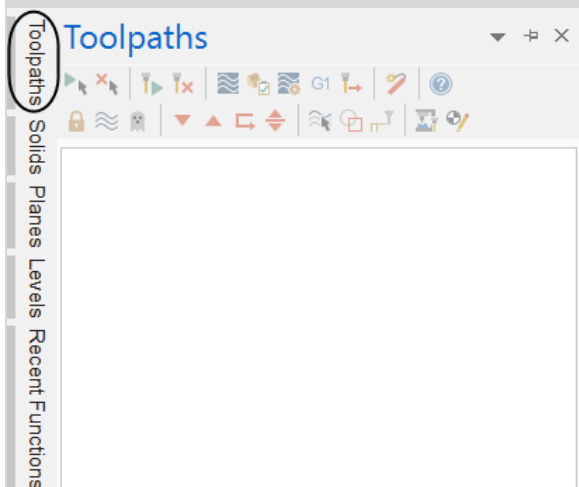 Toolpaths
G1
Toolpaths
Solids
Planes
Levels
Recent Functions